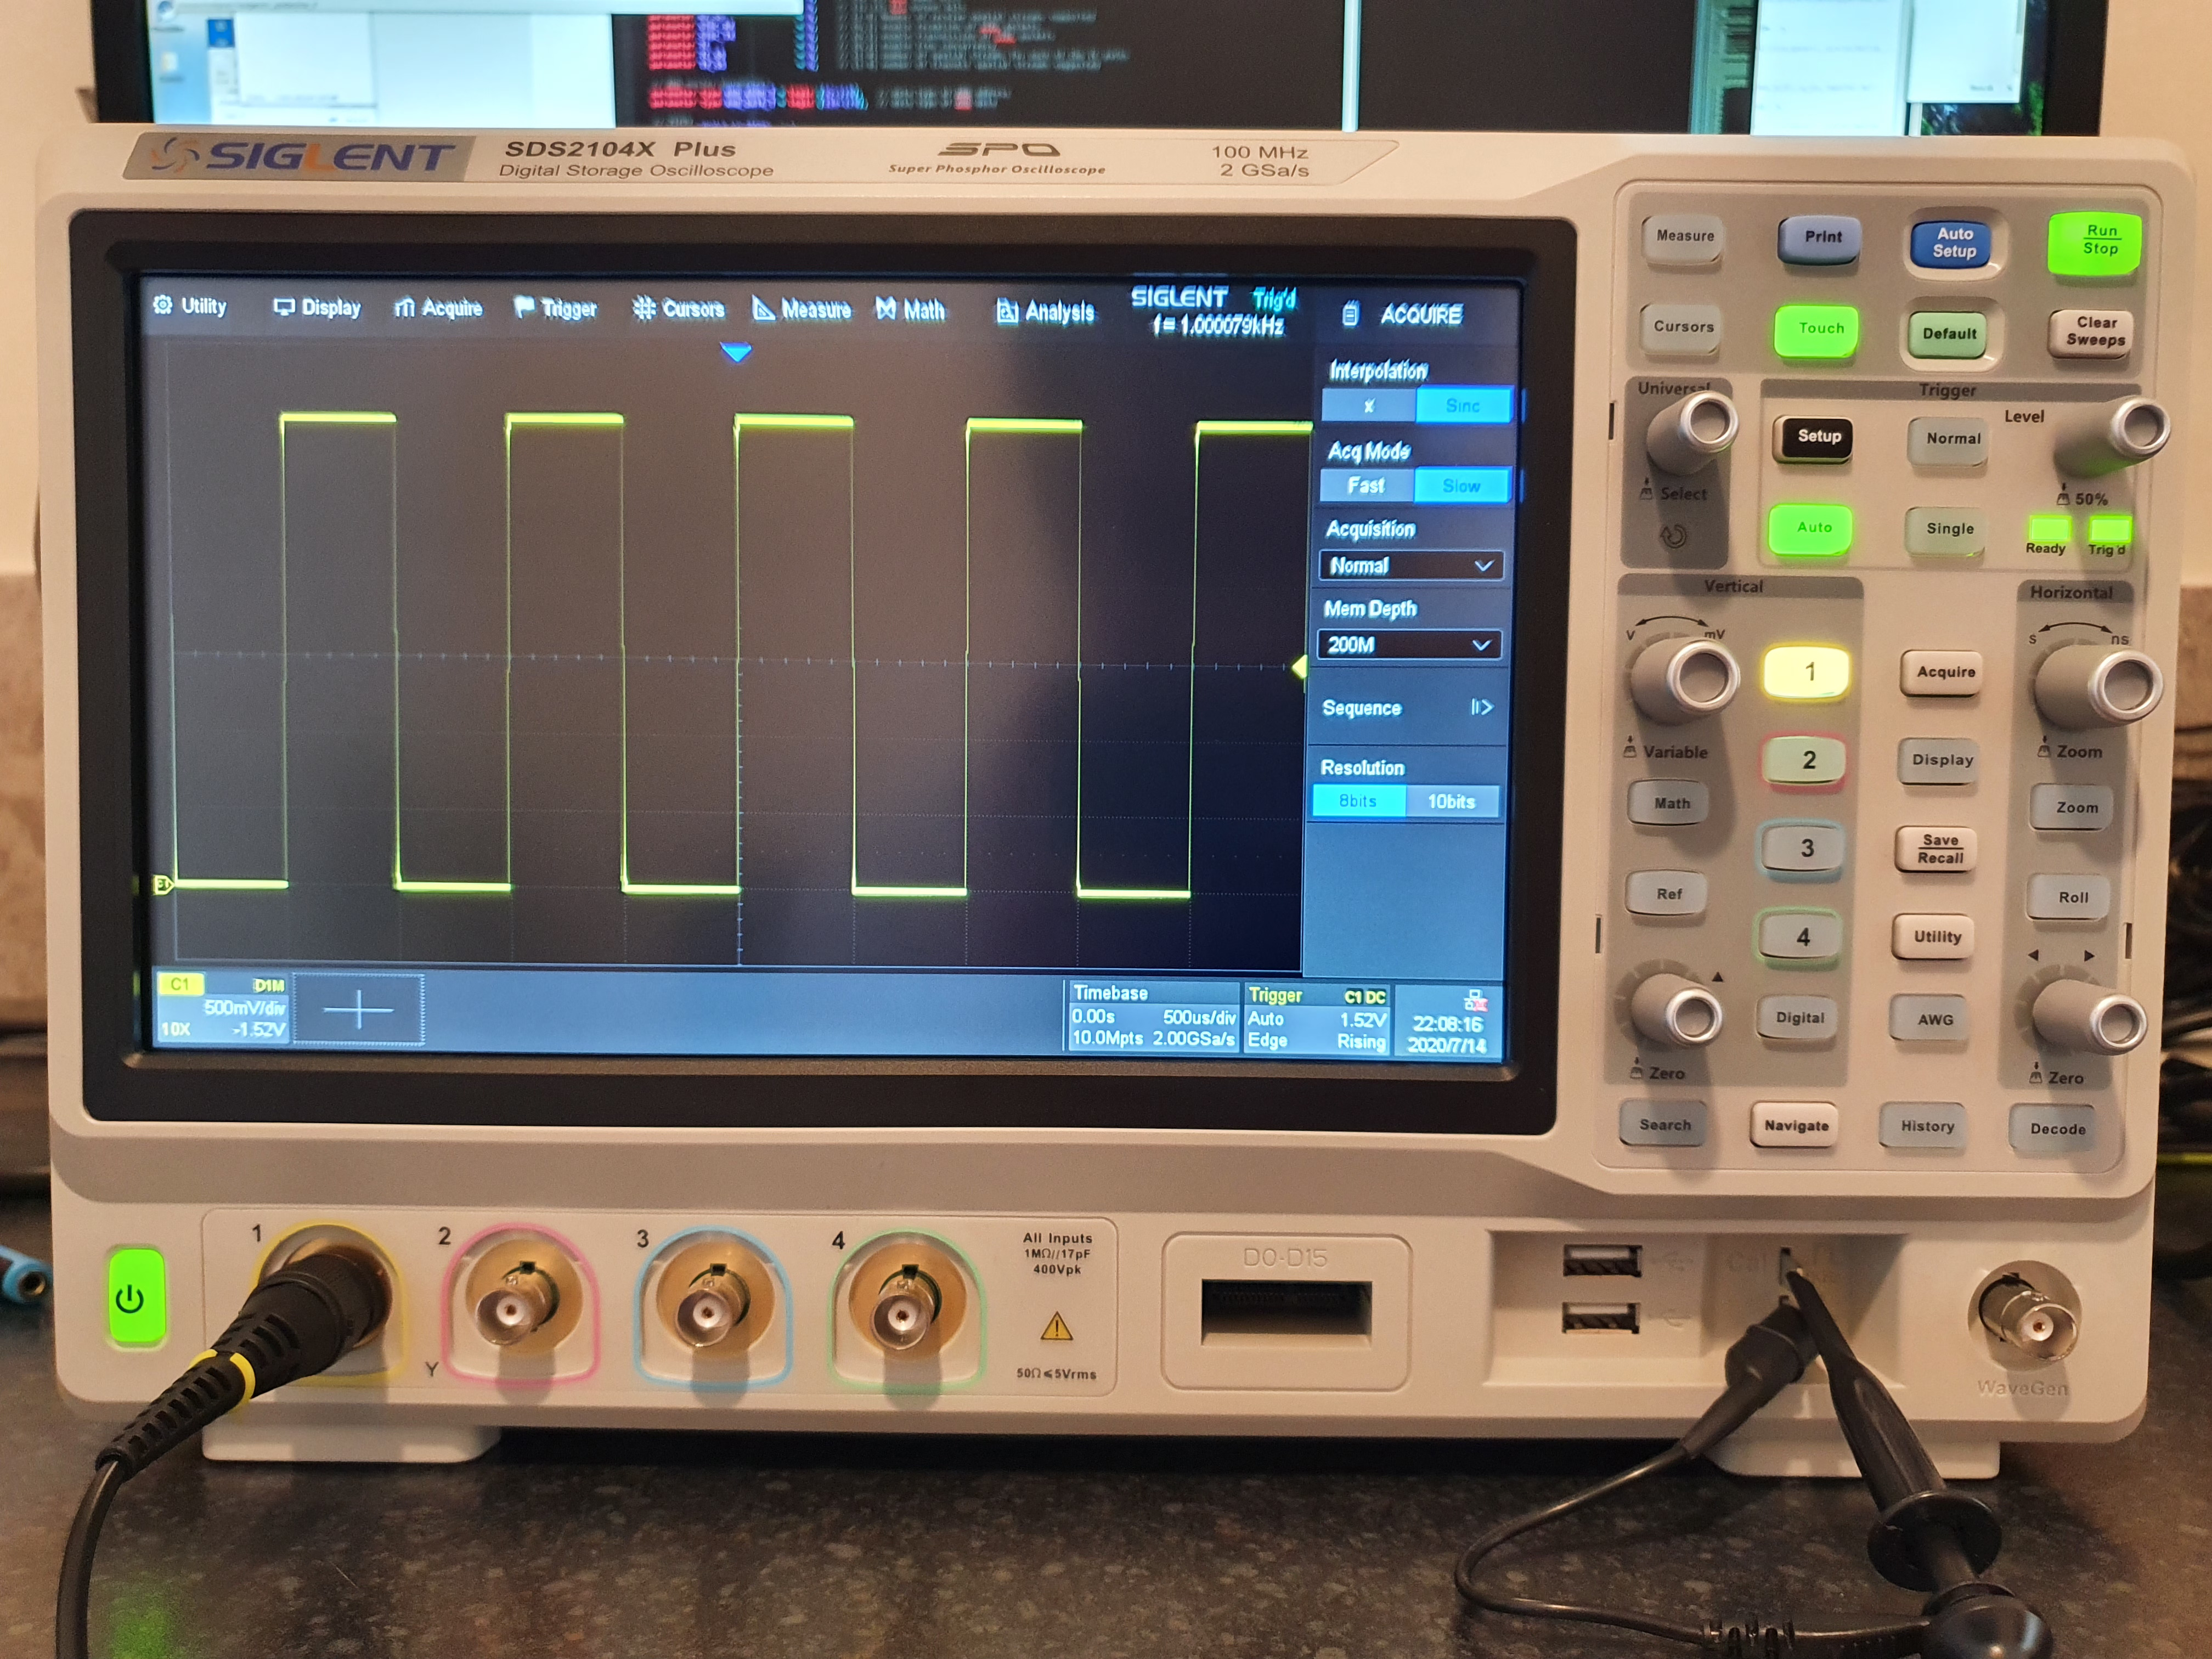 SIGLENT
SDS2104X Plus
Digital Storage Oscilloscope
SPO
Super Phosphor Oscilloscope
100 MHz
2 GSa/s
Utility Display Acquire Trigger Cursors Measure Math Analysis
SIGLENT Trig'd
f = 1.000079kHz
ACQUIRE
Interpolation
x Sinc
Acq Mode
Fast Slow
Acquisition
Normal
Mem Depth
200M
Sequence
Resolution
8bits 10bits
C1 D1M
500mV/div
10X -1.52V
Timebase
0.00s 500us/div
10.0Mpts 2.00GSa/s
Trigger C1 DC
Auto 1.52V
Edge Rising
22:08:16
2020/7/14
Measure
Print
Auto Setup
Run Stop
Cursors
Touch
Default
Clear Sweeps
Universal
Select
Trigger
Setup
Normal
Level
50%
Auto
Single
Ready
Trig'd
Vertical
V mV
Variable
1
2
3
4
Math
Ref
Zero
Digital
Acquire
Display
Save Recall
Utility
AWG
Horizontal
s ns
Zoom
Zoom
Roll
Zero
Search
Navigate
History
Decode
1
2
3
4
Y
All Inputs
1MΩ//17pF
400Vpk
50Ω≤5Vrms
D0-D15
Cal
WaveGen